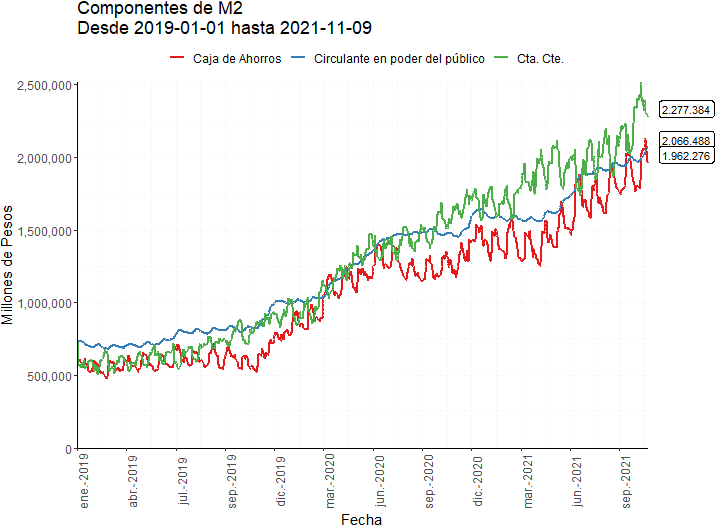 Componentes de M2
Desde 2019-01-01 hasta 2021-11-09
Caja de Ahorros Circulante en poder del público Cta. Cte.
Millones de Pesos
2,500,000
2,000,000
1,500,000
1,000,000
500,000
0
2.277.384
2.066.488
1.962.276
ene.-2019
abr.-2019
jul.-2019
sep.-2019
dic.-2019
mar.-2020
jun.-2020
sep.-2020
dic.-2020
mar.-2021
jun.-2021
sep.-2021
Fecha